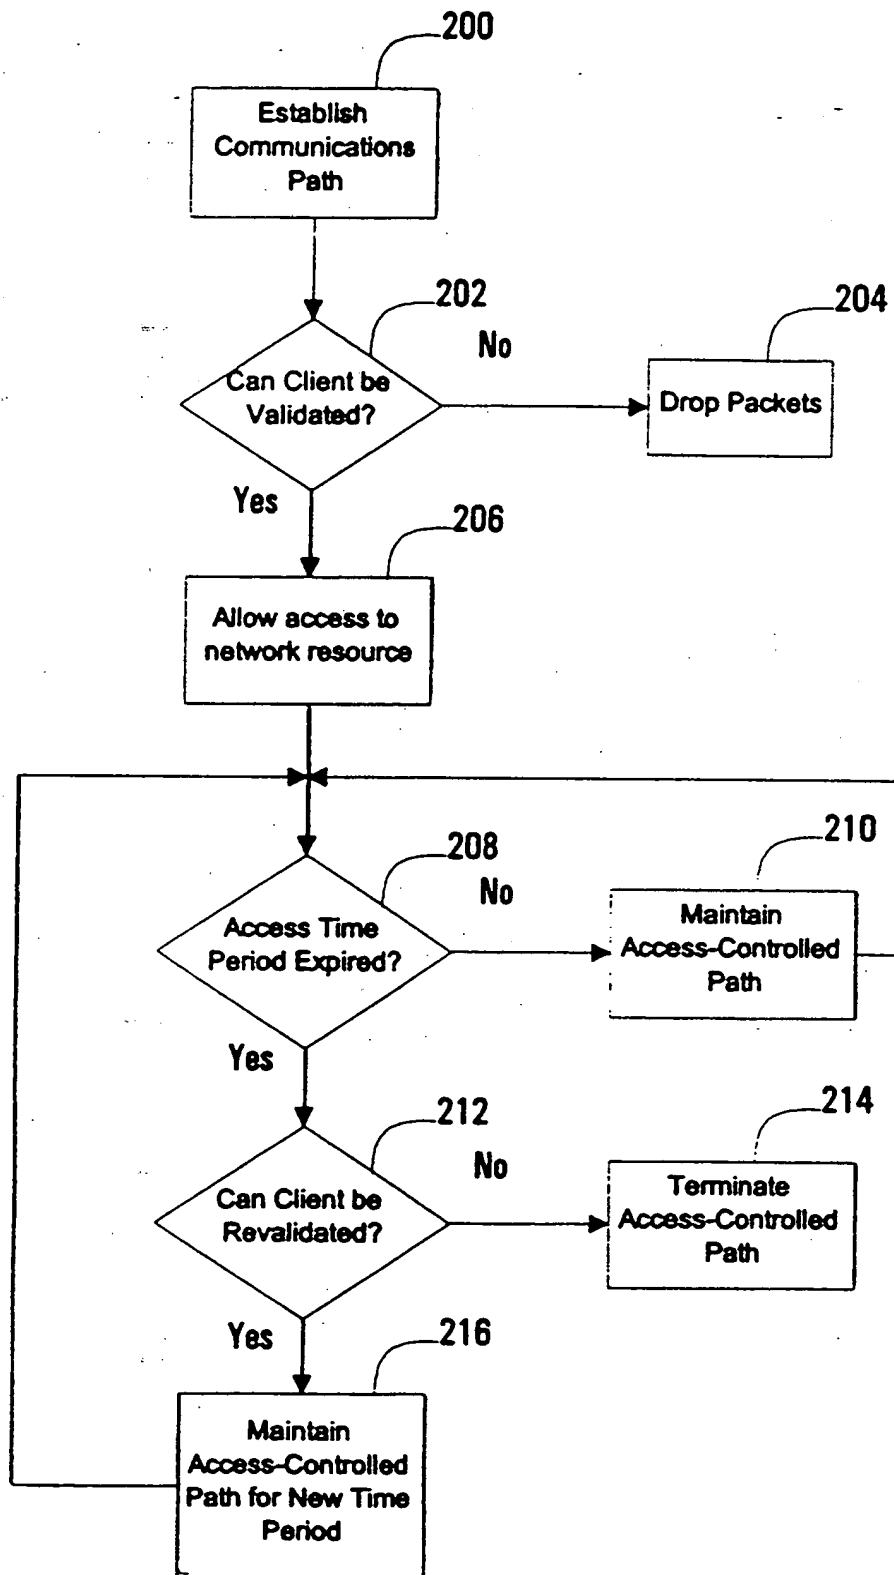 200
Establish
Communications
Path
202
No
204
Can Client be
Validated?
Drop Packets
Yes
206
Allow access to
network resource
208
No
210
Access Time
Period Expired?
Maintain
Access-Controlled
Path
Yes
212
No
214
Can Client be
Revalidated?
Terminate
Access-Controlled
Path
Yes
216
Maintain
Access-Controlled
Path for New Time
Period